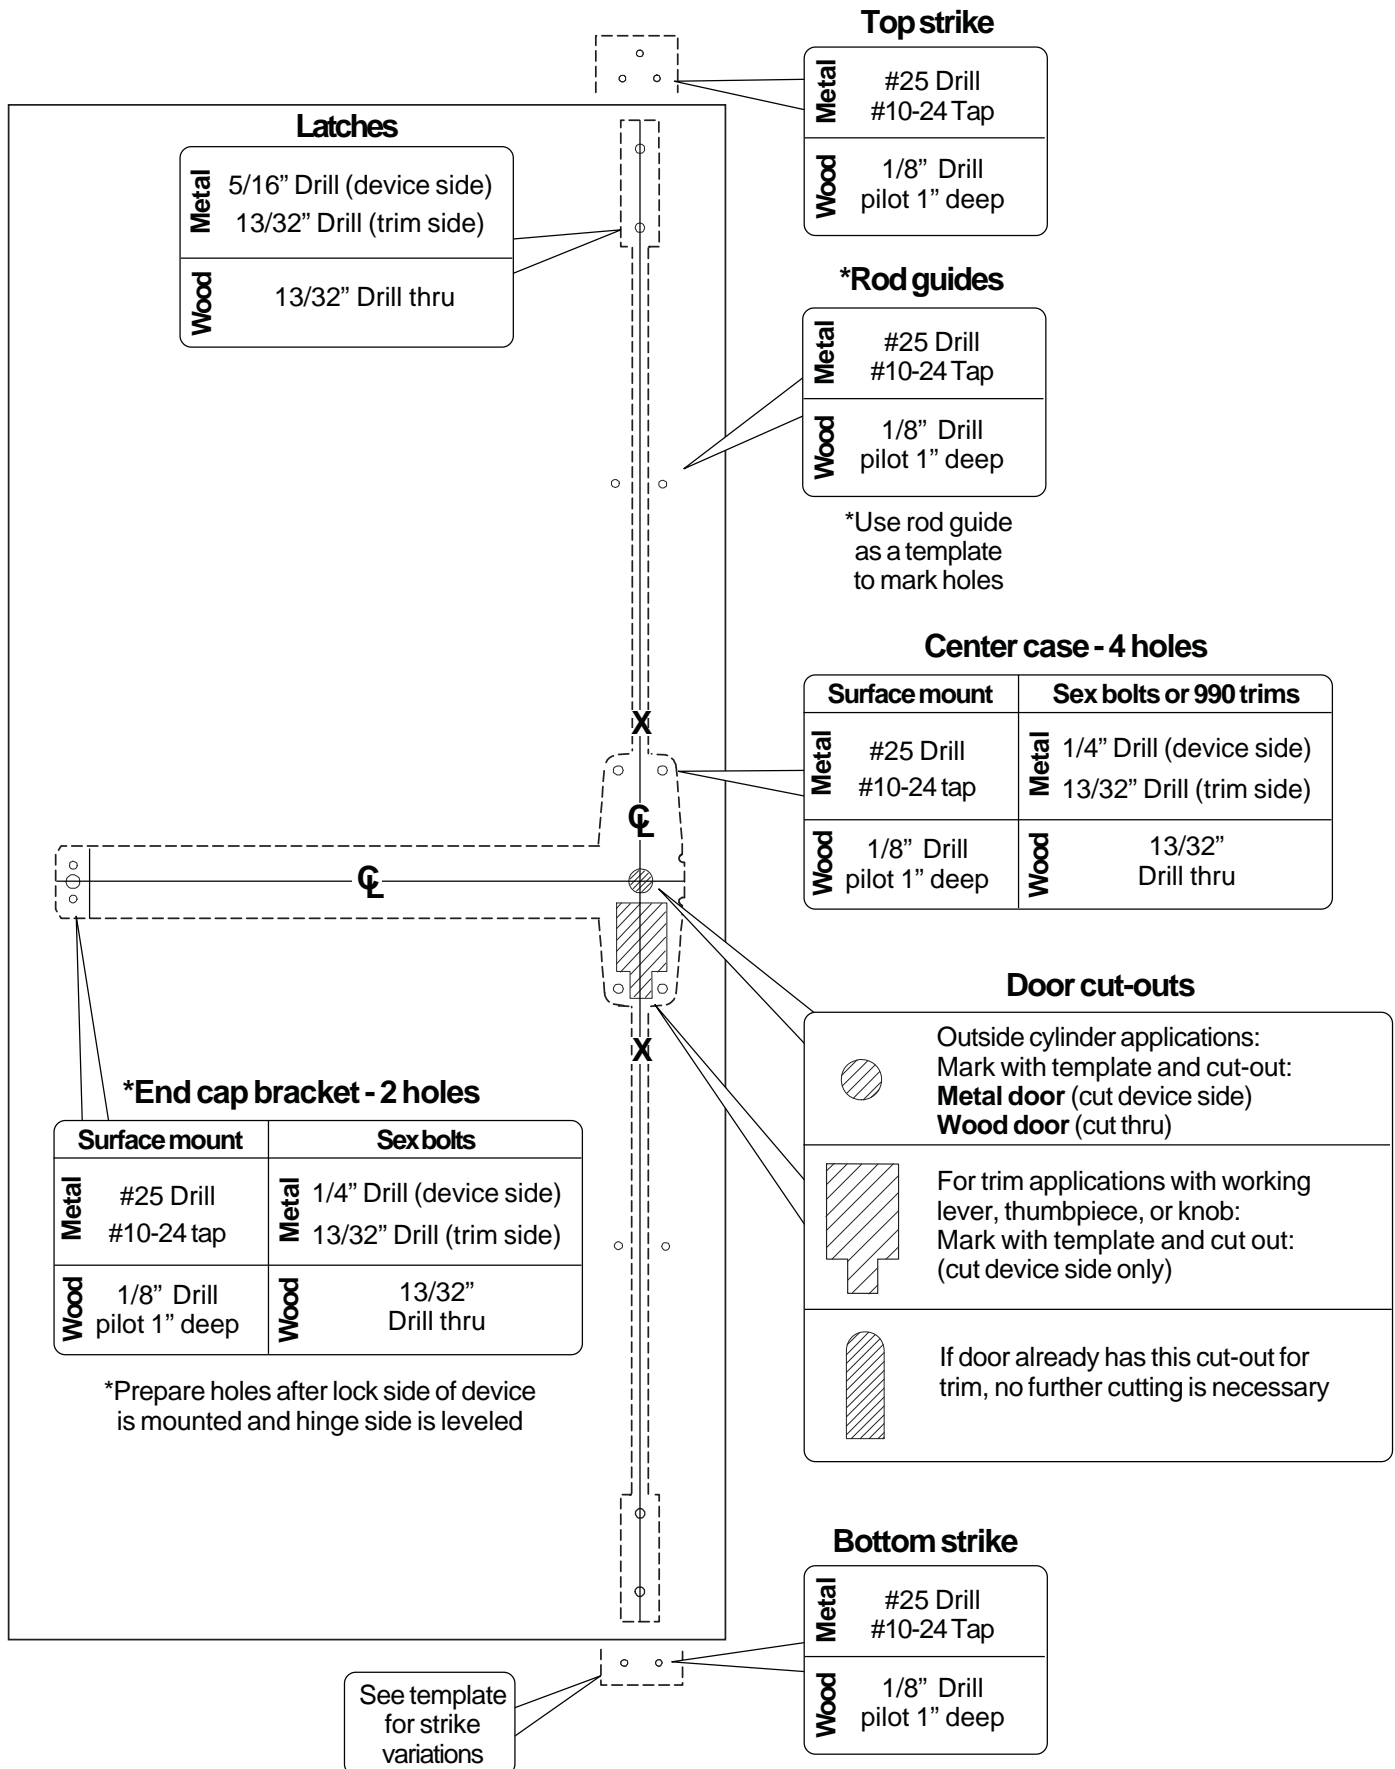 Top strike
Metal
#25 Drill
#10-24 Tap
Wood
1/8” Drill
pilot 1” deep
Latches
Metal
5/16” Drill (device side)
13/32” Drill (trim side)
Wood
13/32” Drill thru
*Rod guides
Metal
#25 Drill
#10-24 Tap
Wood
1/8” Drill
pilot 1” deep
*Use rod guide
as a template
to mark holes
Center case - 4 holes
Surface mount
Sex bolts or 990 trims
Metal
#25 Drill
#10-24 tap
Metal
1/4” Drill (device side)
13/32” Drill (trim side)
Wood
1/8” Drill
pilot 1” deep
Wood
13/32”
Drill thru
X
℄
℄
X
Door cut-outs
Outside cylinder applications:
Mark with template and cut-out:
Metal door (cut device side)
Wood door (cut thru)
For trim applications with working
lever, thumbpiece, or knob:
Mark with template and cut out:
(cut device side only)
If door already has this cut-out for
trim, no further cutting is necessary
*End cap bracket - 2 holes
Surface mount
Sex bolts
Metal
#25 Drill
#10-24 tap
Metal
1/4” Drill (device side)
13/32” Drill (trim side)
Wood
1/8” Drill
pilot 1” deep
Wood
13/32”
Drill thru
*Prepare holes after lock side of device
is mounted and hinge side is leveled
Bottom strike
Metal
#25 Drill
#10-24 Tap
Wood
1/8” Drill
pilot 1” deep
See template
for strike
variations